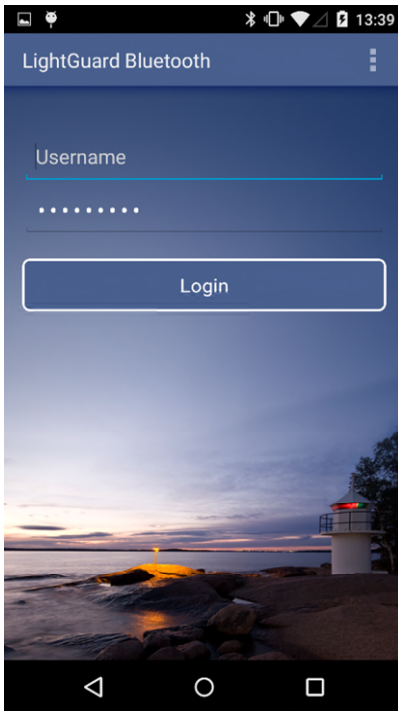 13:39
LightGuard Bluetooth
Username
•••••••••
Login